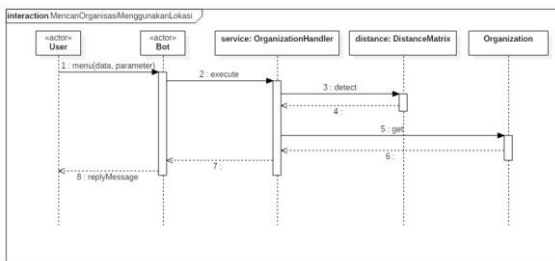 interaction MencariOrganisasiMenggunakanLokasi
«actor»
User
«actor»
Bot
service: OrganizationHandler
distance: DistanceMatrix
Organization
1 : menu(data, parameter)
2 : execute
3 : detect
4 :
5 : get
6 :
7 :
8 : replyMessage